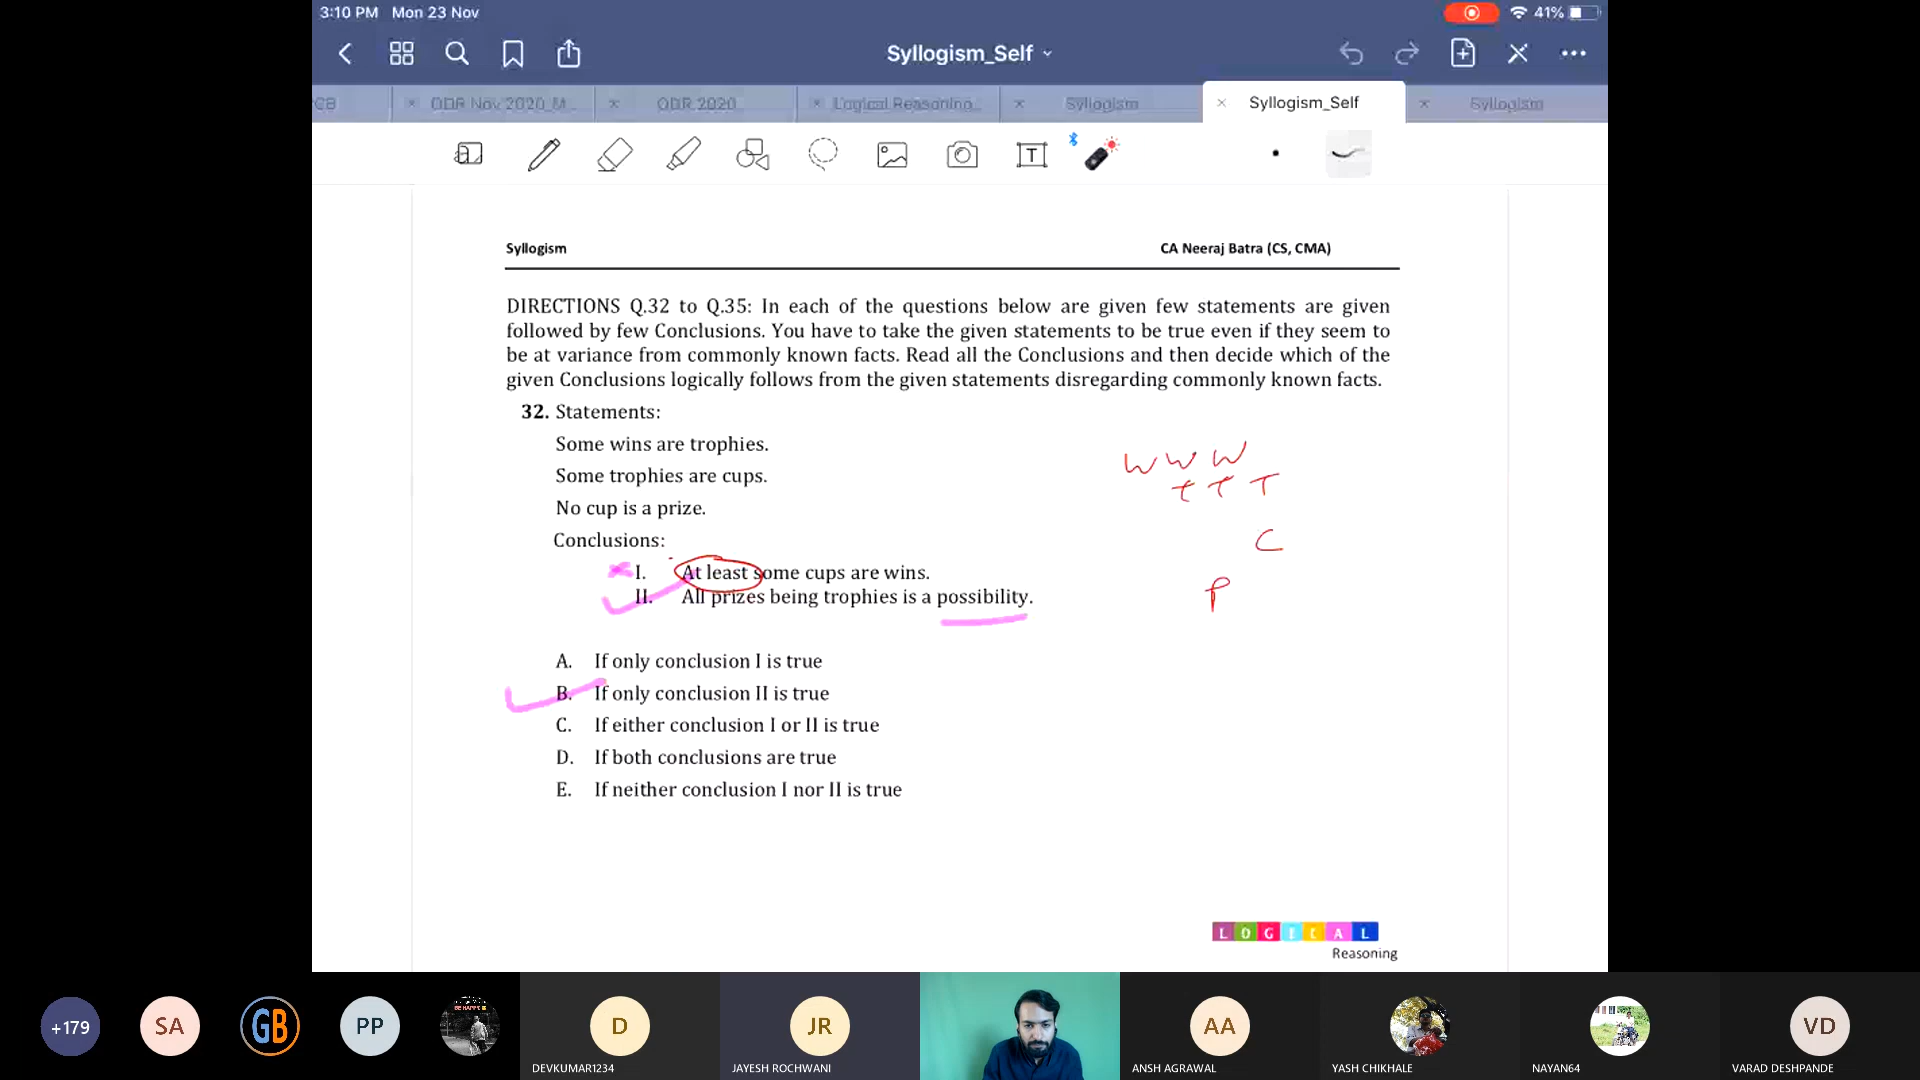 3:10 PM Mon 23 Nov
41%
Syllogism_Self
CB
ODR Nov 2020_M...
ODR 2020
Logical Reasoning...
Syllogism
Syllogism_Self
Syllogism
T
Syllogism
CA Neeraj Batra (CS, CMA)
DIRECTIONS Q.32 to Q.35: In each of the questions below are given few statements are given
followed by few Conclusions. You have to take the given statements to be true even if they seem to
be at variance from commonly known facts. Read all the Conclusions and then decide which of the
given Conclusions logically follows from the given statements disregarding commonly known facts.
32. Statements:
Some wins are trophies.
Some trophies are cups.
No cup is a prize.
Conclusions:
I. At least some cups are wins.
II. All prizes being trophies is a possibility.
W W W
T T T
C
P
A. If only conclusion I is true
B. If only conclusion II is true
C. If either conclusion I or II is true
D. If both conclusions are true
E. If neither conclusion I nor II is true
LOGICAL
Reasoning
+179
SA
GB
PP
BE HAPPY
D
DEVKUMAR1234
JR
JAYESH ROCHWANI
AA
ANSH AGRAWAL
YASH CHIKHALE
NAYAN64
VD
VARAD DESHPANDE